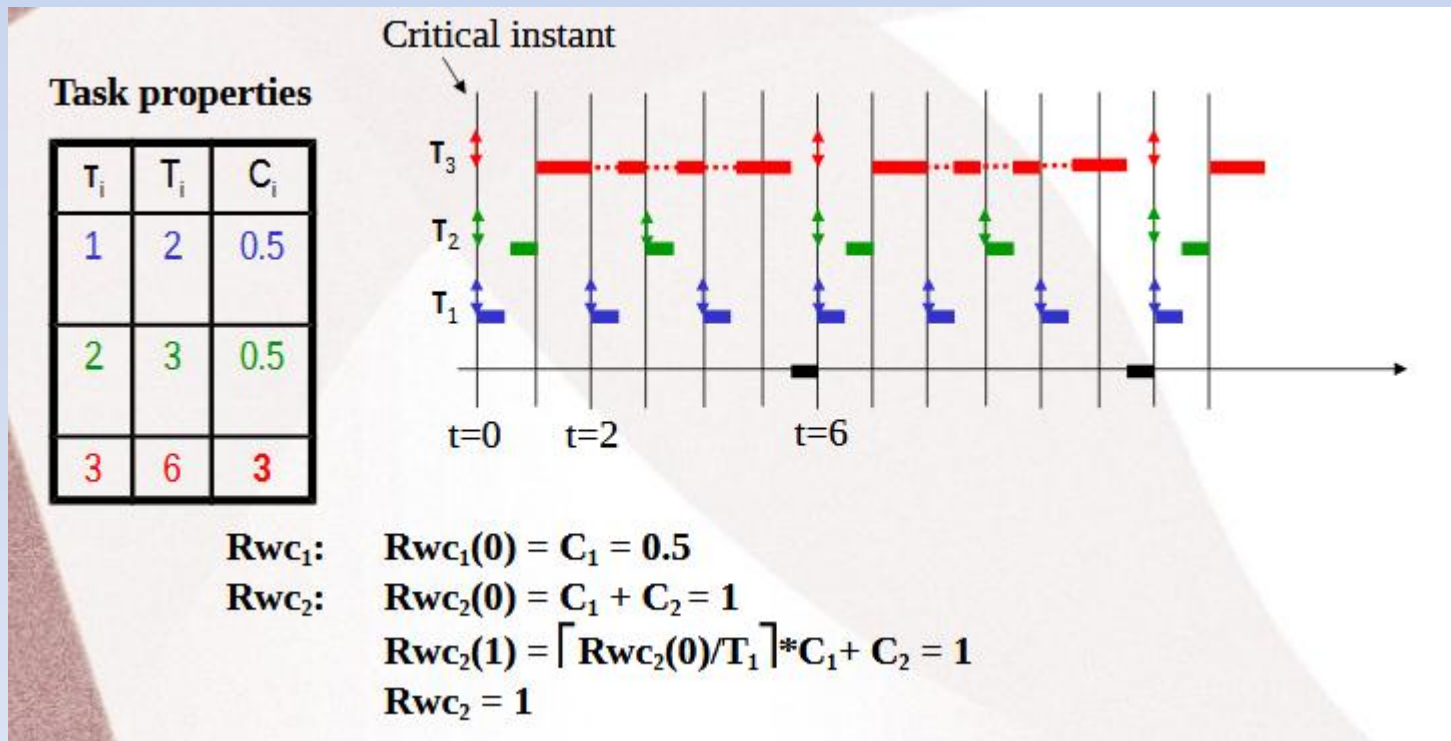 Critical instant
Task properties
τᵢ Tᵢ Cᵢ
1 2 0.5
2 3 0.5
3 6 3
τ₃
τ₂
τ₁
t=0 t=2 t=6
Rwc₁: Rwc₁(0) = C₁ = 0.5
Rwc₂: Rwc₂(0) = C₁ + C₂ = 1
Rwc₂(1) = ⌈ Rwc₂(0)/T₁ ⌉*C₁+ C₂ = 1
Rwc₂ = 1